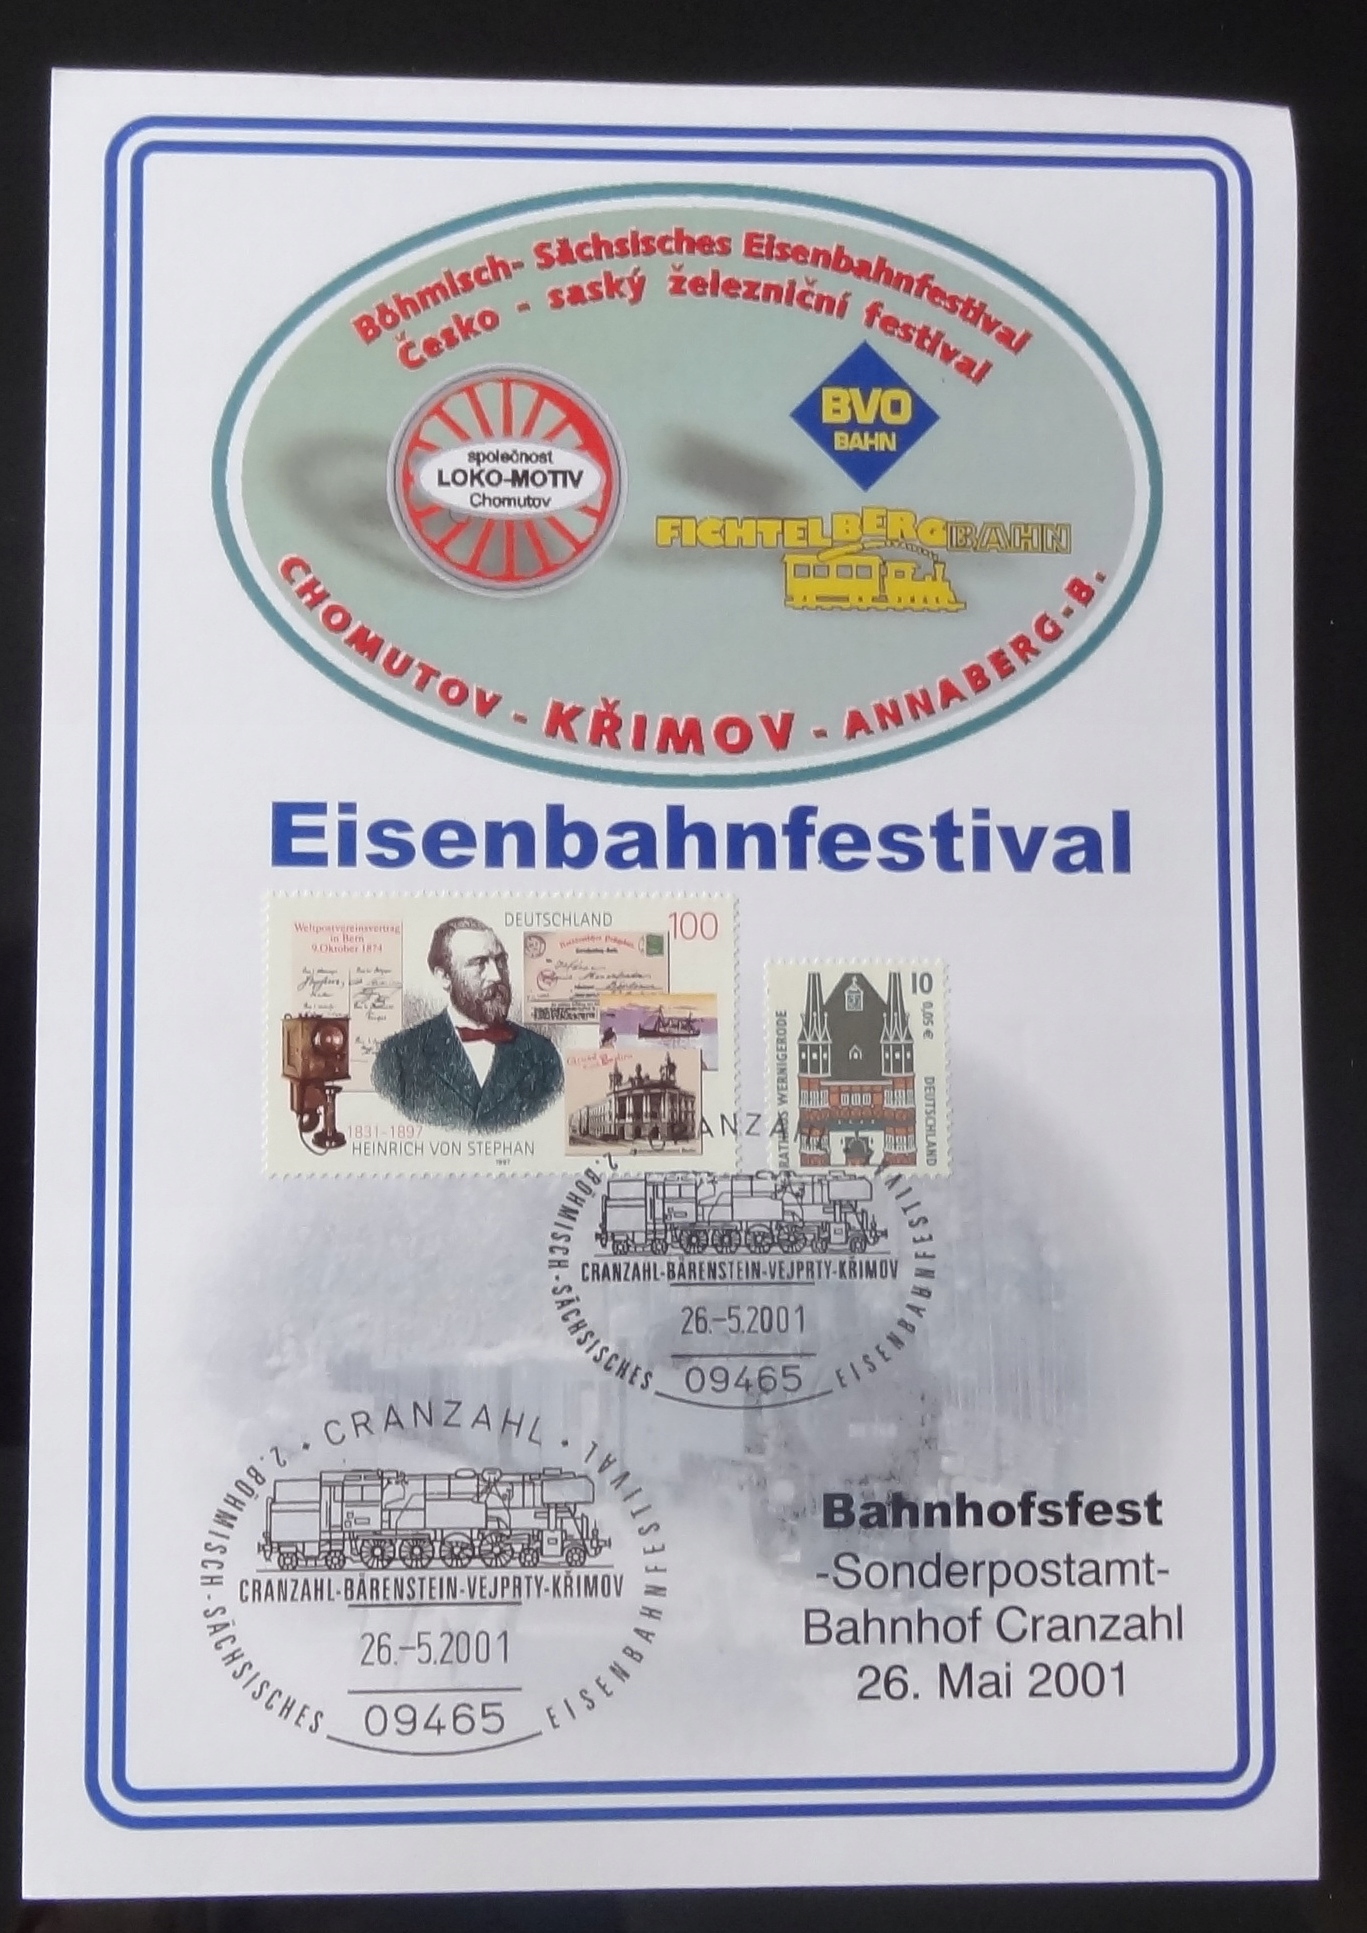 Böhmisch- Sächsisches Eisenbahnfestival
Česko - saský železniční festival
BVO
BAHN
společnost
LOKO-MOTIV
Chomutov
FICHTELBERGBAHN
CHOMUTOV - KŘIMOV - ANNABERG-B.
Eisenbahnfestival
Weltpostvereinsvertrag
in Bern
9.Oktober 1874
DEUTSCHLAND
100
1831-1897
HEINRICH VON STEPHAN
1997
10
0,05 €
DEUTSCHLAND
RATHAUS WERNIGERODE
CRANZAHL
2. BÖHMISCH-SÄCHSISCHES EISENBAHNFESTIVAL
CRANZAHL-BÄRENSTEIN-VEJPRTY-KŘIMOV
26.-5.2001
09465
CRANZAHL
2. BÖHMISCH-SÄCHSISCHES EISENBAHNFESTIVAL
CRANZAHL-BÄRENSTEIN-VEJPRTY-KŘIMOV
26.-5.2001
09465
Bahnhofsfest
-Sonderpostamt-
Bahnhof Cranzahl
26. Mai 2001